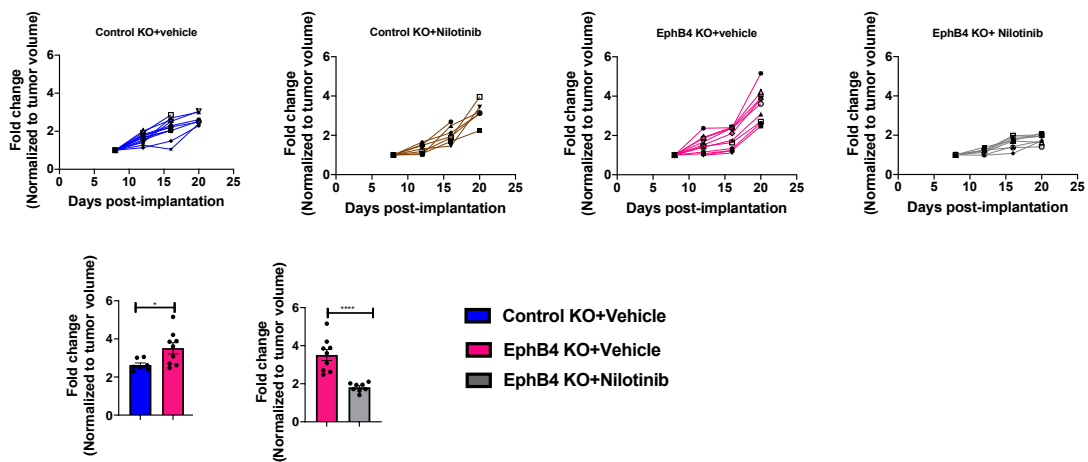 Control KO+vehicle
Fold change
(Normalized to tumor volume)
6
4
2
0
0 5 10 15 20 25
Days post-implantation
Control KO+Nilotinib
Fold change
(Normalized to tumor volume)
6
4
2
0
0 5 10 15 20 25
Days post-implantation
EphB4 KO+vehicle
Fold change
(Normalized to tumor volume)
6
4
2
0
0 5 10 15 20 25
Days post-implantation
EphB4 KO+ Nilotinib
Fold change
(Normalized to tumor volume)
6
4
2
0
0 5 10 15 20 25
Days post-implantation
Fold change
(Normalized to tumor volume)
6
4
2
0
*
Fold change
(Normalized to tumor volume)
6
4
2
0
****
Control KO+Vehicle
EphB4 KO+Vehicle
EphB4 KO+Nilotinib